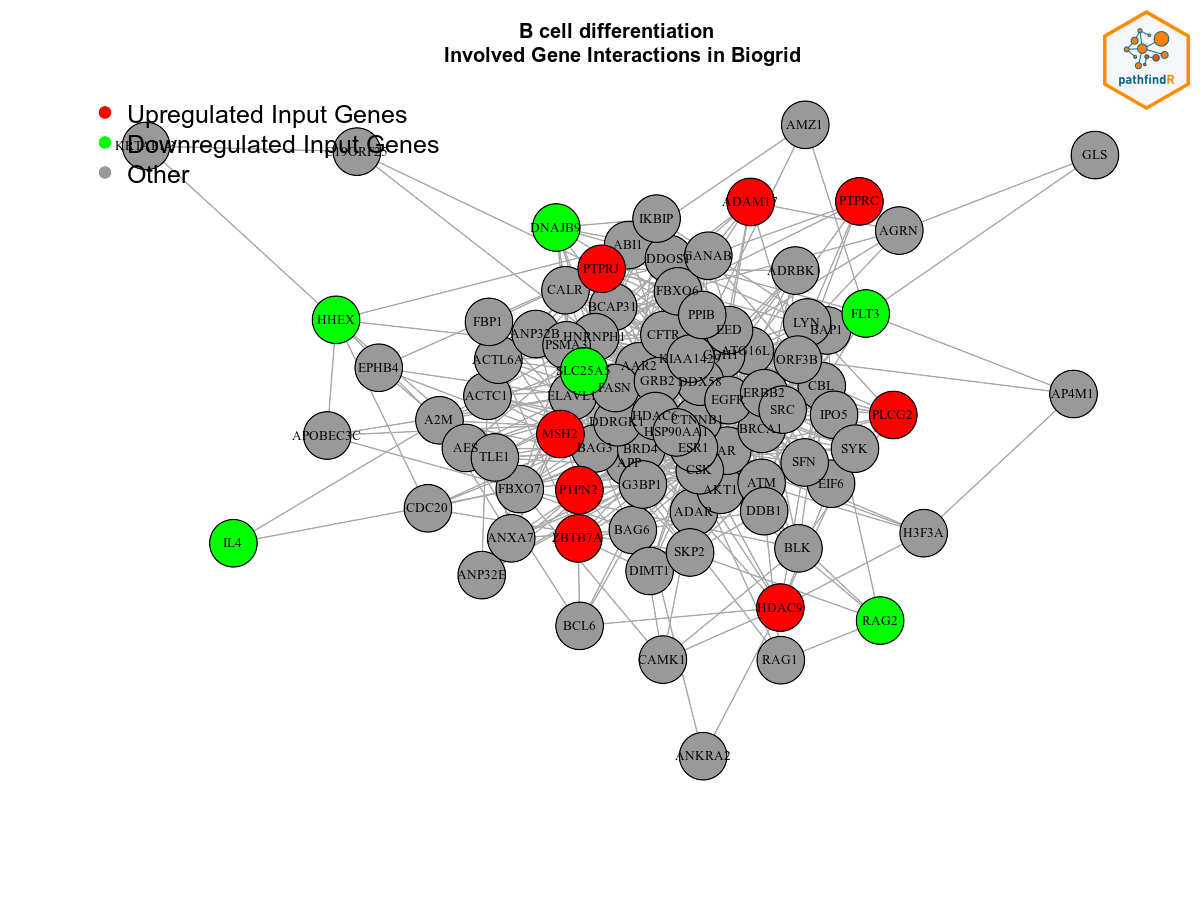 B cell differentiation
Involved Gene Interactions in Biogrid
pathfindR
Upregulated Input Genes
Downregulated Input Genes
Other
AMZ1
GLS
ADAM17
PTPRC
IKBIP
DNAJB9
AGRN
ABI1
DDOST
GANAB
PTPRJ
ADRBK1
CALR
FBXO6
BCAP31
FLT3
PPIB
HHEX
FBP1
LYN
BAP1
ANP32B
HNRNPH1
CFTR
EED
PSMA3
ATG16L1
KIAA1429
ORF3B
ACTL6A
EPHB4
AAR2
SLC25A5
GRB2
DDX58
CBL
FASN
ERBB2
AP4M1
ACTC1
ELAVL1
EGFR
SRC
IPO5
PLCG2
HDAC5
A2M
CTNNB1
DDRGK1
BRCA1
HSP90AA1
APOBEC3C
MSH2
AES
BAG3
BRD4
ESR1
AR
SYK
TLE1
APP
SFN
CSK
G3BP1
ATM
EIF6
FBXO7
PTPN2
AKT1
CDC20
ADAR
DDB1
BAG6
H3F3A
ANXA7
ZBTB7A
IL4
BLK
SKP2
DIMT1
ANP32E
HDAC9
RAG2
BCL6
CAMK1
RAG1
ANKRA2